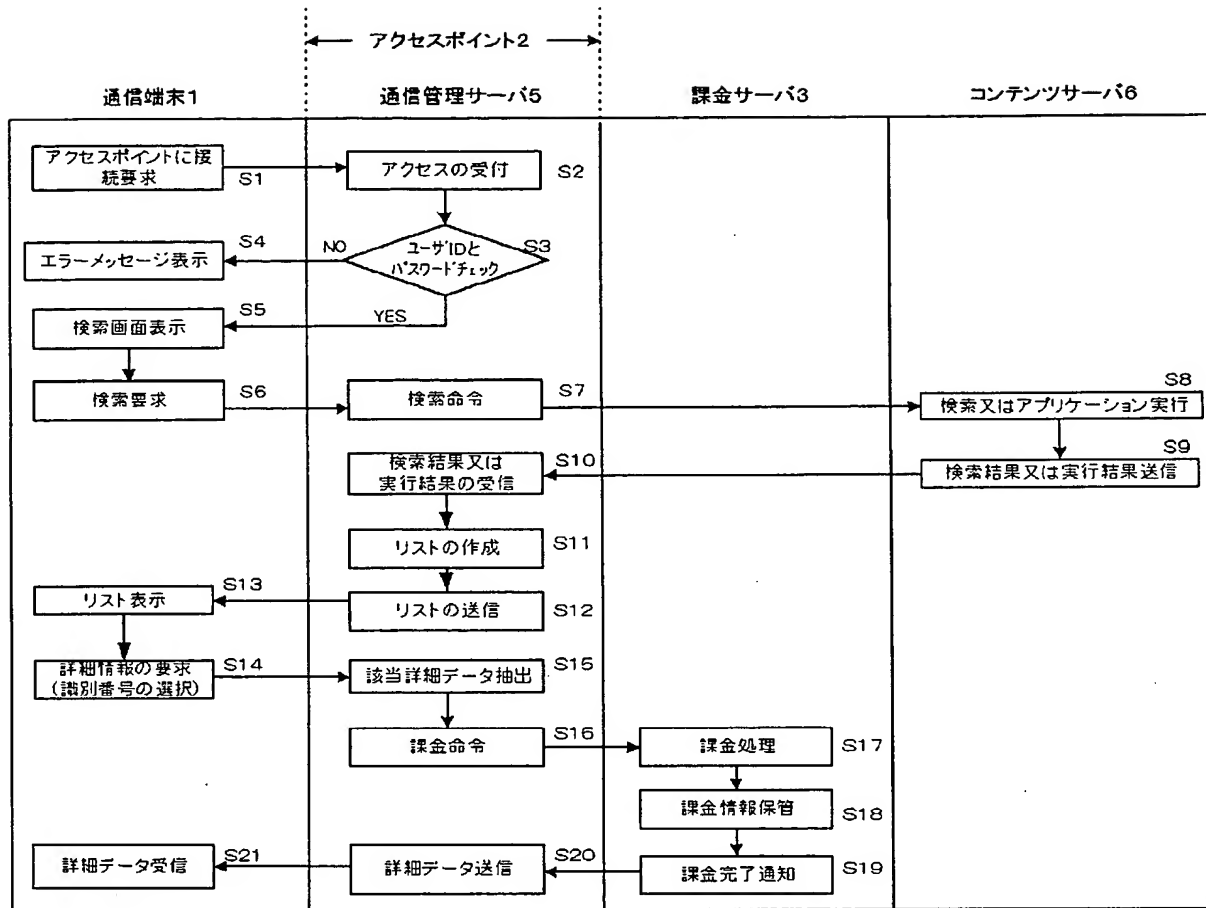 アクセスポイント2
通信端末1
通信管理サーバ5
課金サーバ3
コンテンツサーバ6
アクセスポイントに接
続要求
S1
アクセスの受付
S2
ユーザIDと
パスワードチェック
S3
NO
S4
エラーメッセージ表示
YES
S5
検索画面表示
検索要求
S6
検索命令
S7
S8
検索又はアプリケーション実行
S9
検索結果又は実行結果送信
検索結果又は
実行結果の受信
S10
リストの作成
S11
リストの送信
S12
リスト表示
S13
詳細情報の要求
(識別番号の選択)
S14
該当詳細データ抽出
S15
課金命令
S16
課金処理
S17
課金情報保管
S18
課金完了通知
S19
詳細データ送信
S20
詳細データ受信
S21